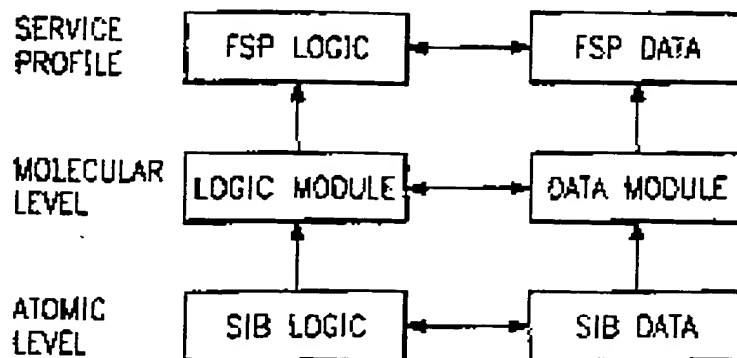 SERVICE
PROFILE
FSP LOGIC
FSP DATA
MOLECULAR
LEVEL
LOGIC MODULE
DATA MODULE
ATOMIC
LEVEL
SIB LOGIC
SIB DATA